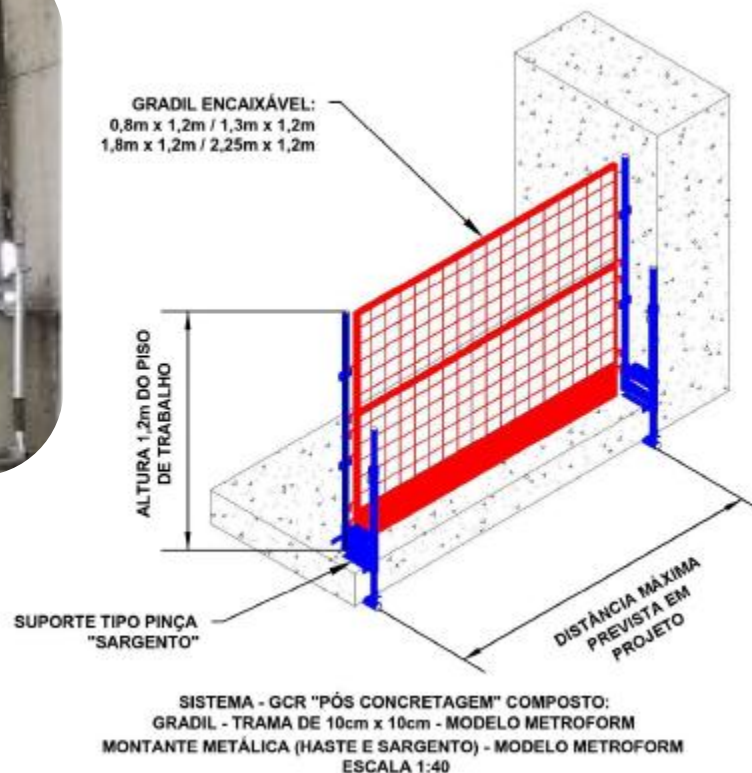 GRADIL ENCAIXÁVEL:
0,8m x 1,2m / 1,3m x 1,2m
1,8m x 1,2m / 2,25m x 1,2m
ALTURA 1,2m DO PISO
DE TRABALHO
SUPORTE TIPO PINÇA
"SARGENTO"
DISTÂNCIA MÁXIMA
PREVISTA EM
PROJETO
SISTEMA - GCR "PÓS CONCRETAGEM" COMPOSTO:
GRADIL - TRAMA DE 10cm x 10cm - MODELO METROFORM
MONTANTE METÁLICA (HASTE E SARGENTO) - MODELO METROFORM
ESCALA 1:40